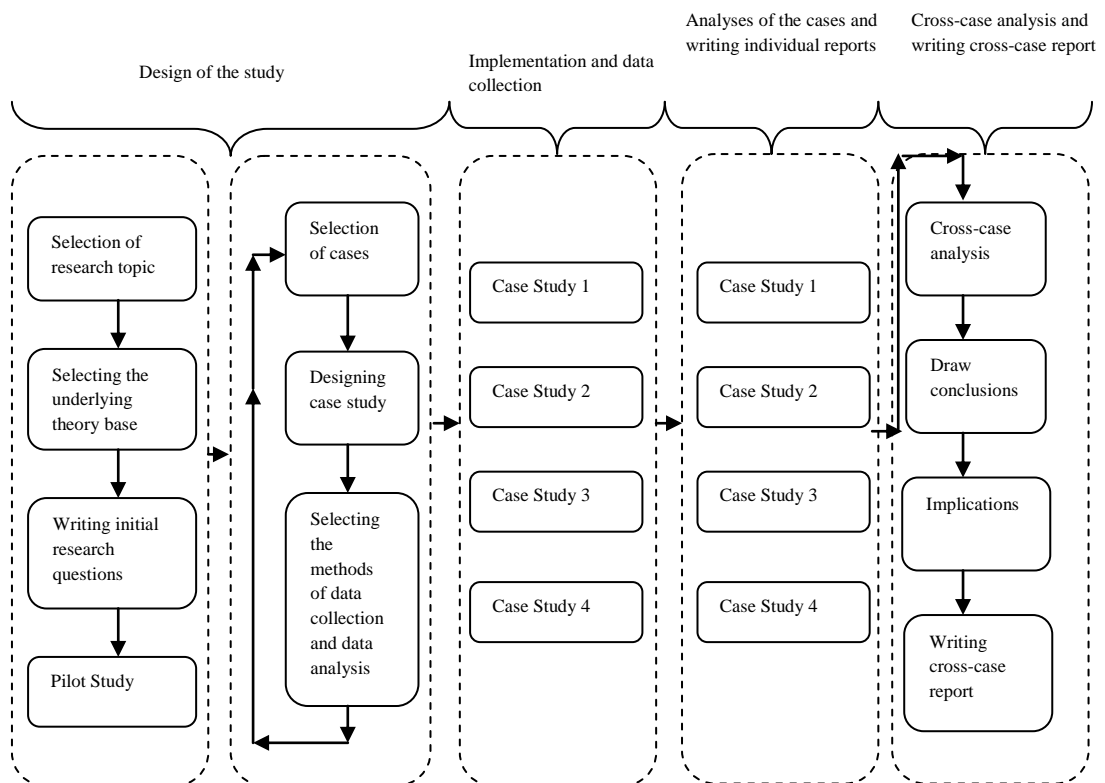 Design of the study
Implementation and data
collection
Analyses of the cases and
writing individual reports
Cross-case analysis and
writing cross-case report
Selection of
research topic
Selecting the
underlying
theory base
Writing initial
research
questions
Pilot Study
Selection
of cases
Designing
case study
Selecting
the
methods
of data
collection
and data
analysis
Case Study 1
Case Study 2
Case Study 3
Case Study 4
Case Study 1
Case Study 2
Case Study 3
Case Study 4
Cross-case
analysis
Draw
conclusions
Implications
Writing
cross-case
report